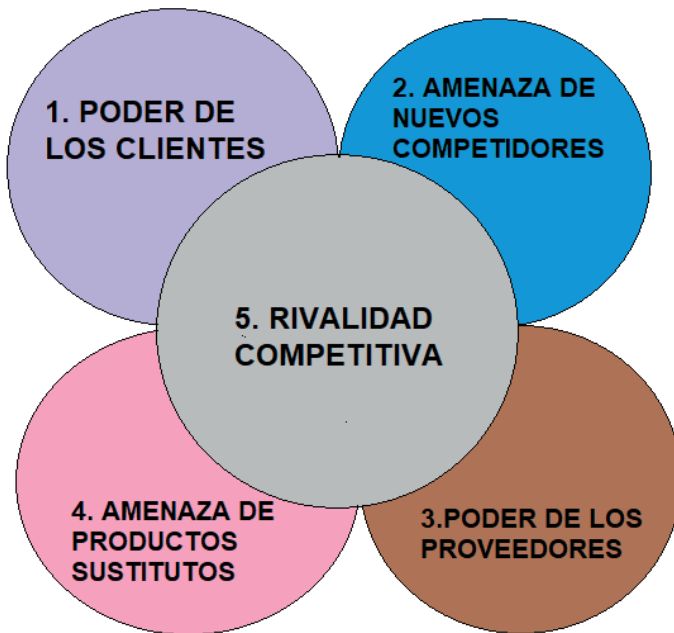 1. PODER DE
LOS CLIENTES
2. AMENAZA DE
NUEVOS
COMPETIDORES
5. RIVALIDAD
COMPETITIVA
4. AMENAZA DE
PRODUCTOS
SUSTITUTOS
3.PODER DE LOS
PROVEEDORES